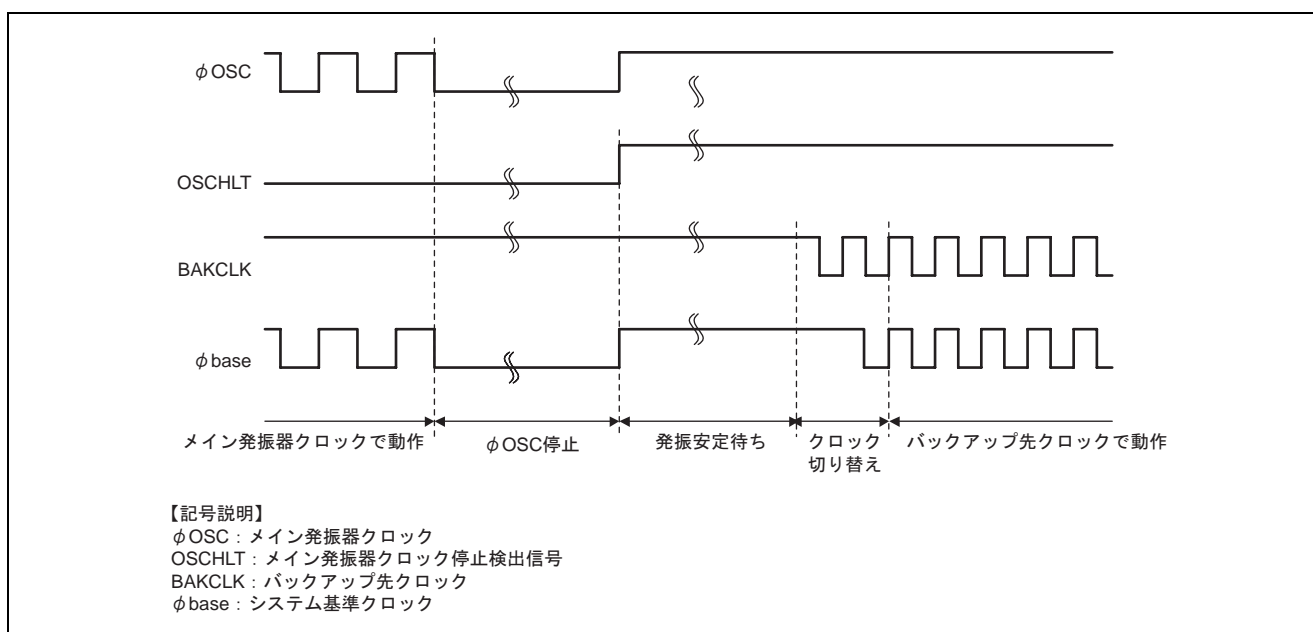 φOSC
OSCHLT
BAKCLK
φbase
メイン発振器クロックで動作
φOSC停止
発振安定待ち
クロック
切り替え
バックアップ先クロックで動作
【記号説明】
φOSC：メイン発振器クロック
OSCHLT：メイン発振器クロック停止検出信号
BAKCLK：バックアップ先クロック
φbase：システム基準クロック